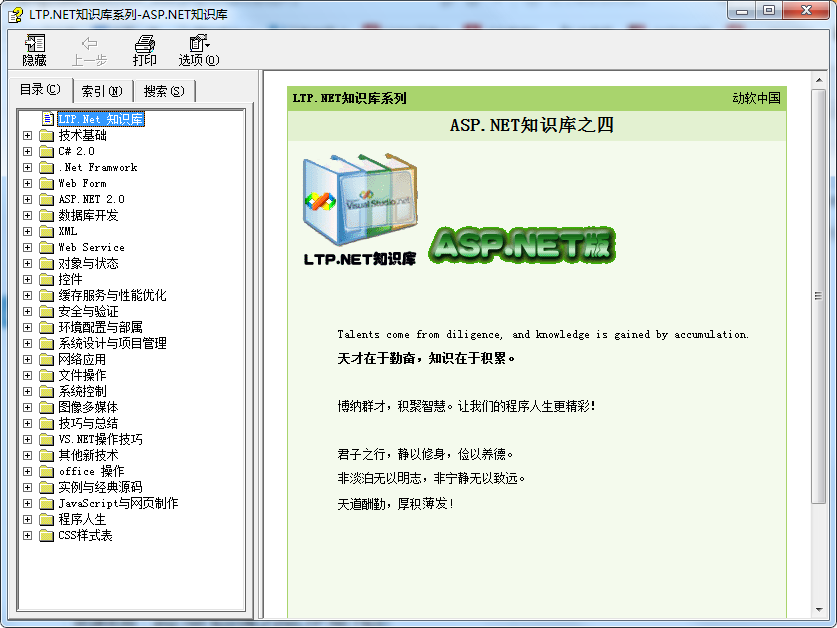 LTP.NET知识库系列-ASP.NET知识库
隐藏 上一步 打印 选项(O)
目录(C) 索引(N) 搜索(S)
LTP.Net 知识库
技术基础
C# 2.0
.Net Framwork
Web Form
ASP.NET 2.0
数据库开发
XML
Web Service
对象与状态
控件
缓存服务与性能优化
安全与验证
环境配置与部属
系统设计与项目管理
网络应用
文件操作
系统控制
图像多媒体
技巧与总结
VS.NET操作技巧
其他新技术
office 操作
实例与经典源码
JavaScript与网页制作
程序人生
CSS样式表
LTP.NET知识库系列 动软中国
ASP.NET知识库之四
Visual Studio.net
LTP.NET知识库
ASP.NET版
Talents come from diligence, and knowledge is gained by accumulation.
天才在于勤奋，知识在于积累。
博纳群才，积聚智慧。让我们的程序人生更精彩！
君子之行，静以修身，俭以养德。
非淡泊无以明志，非宁静无以致远。
天道酬勤，厚积薄发！